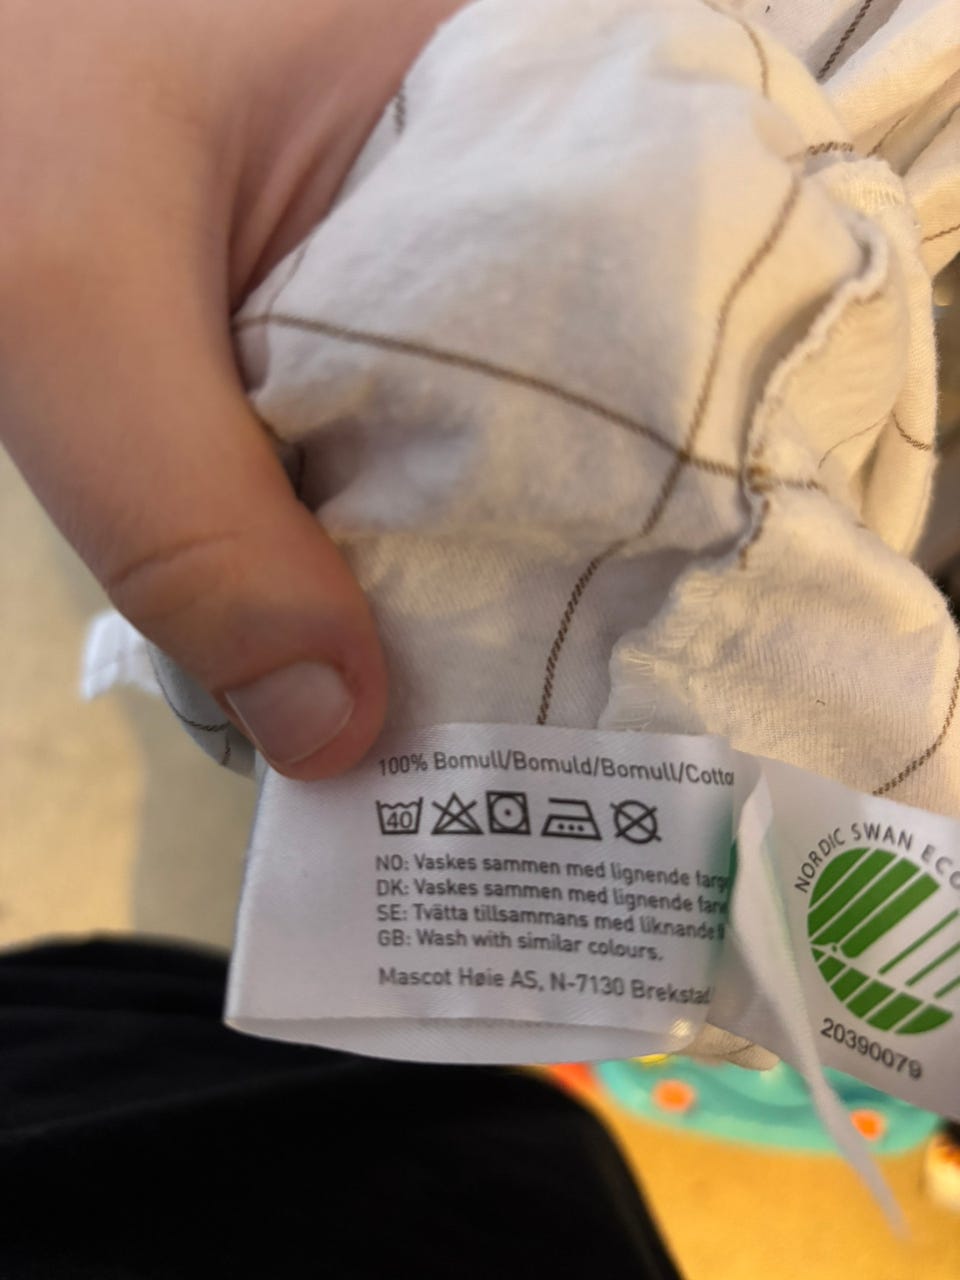 100% Bomull/Bomuld/Bomull/Cotto
40
NO: Vaskes sammen med lignende farg
DK: Vaskes sammen med lignende farv
SE: Tvätta tillsammans med liknande
GB: Wash with similar colours.
Mascot Høie AS, N-7130 Brekstad
NORDIC SWAN ECO
20390079